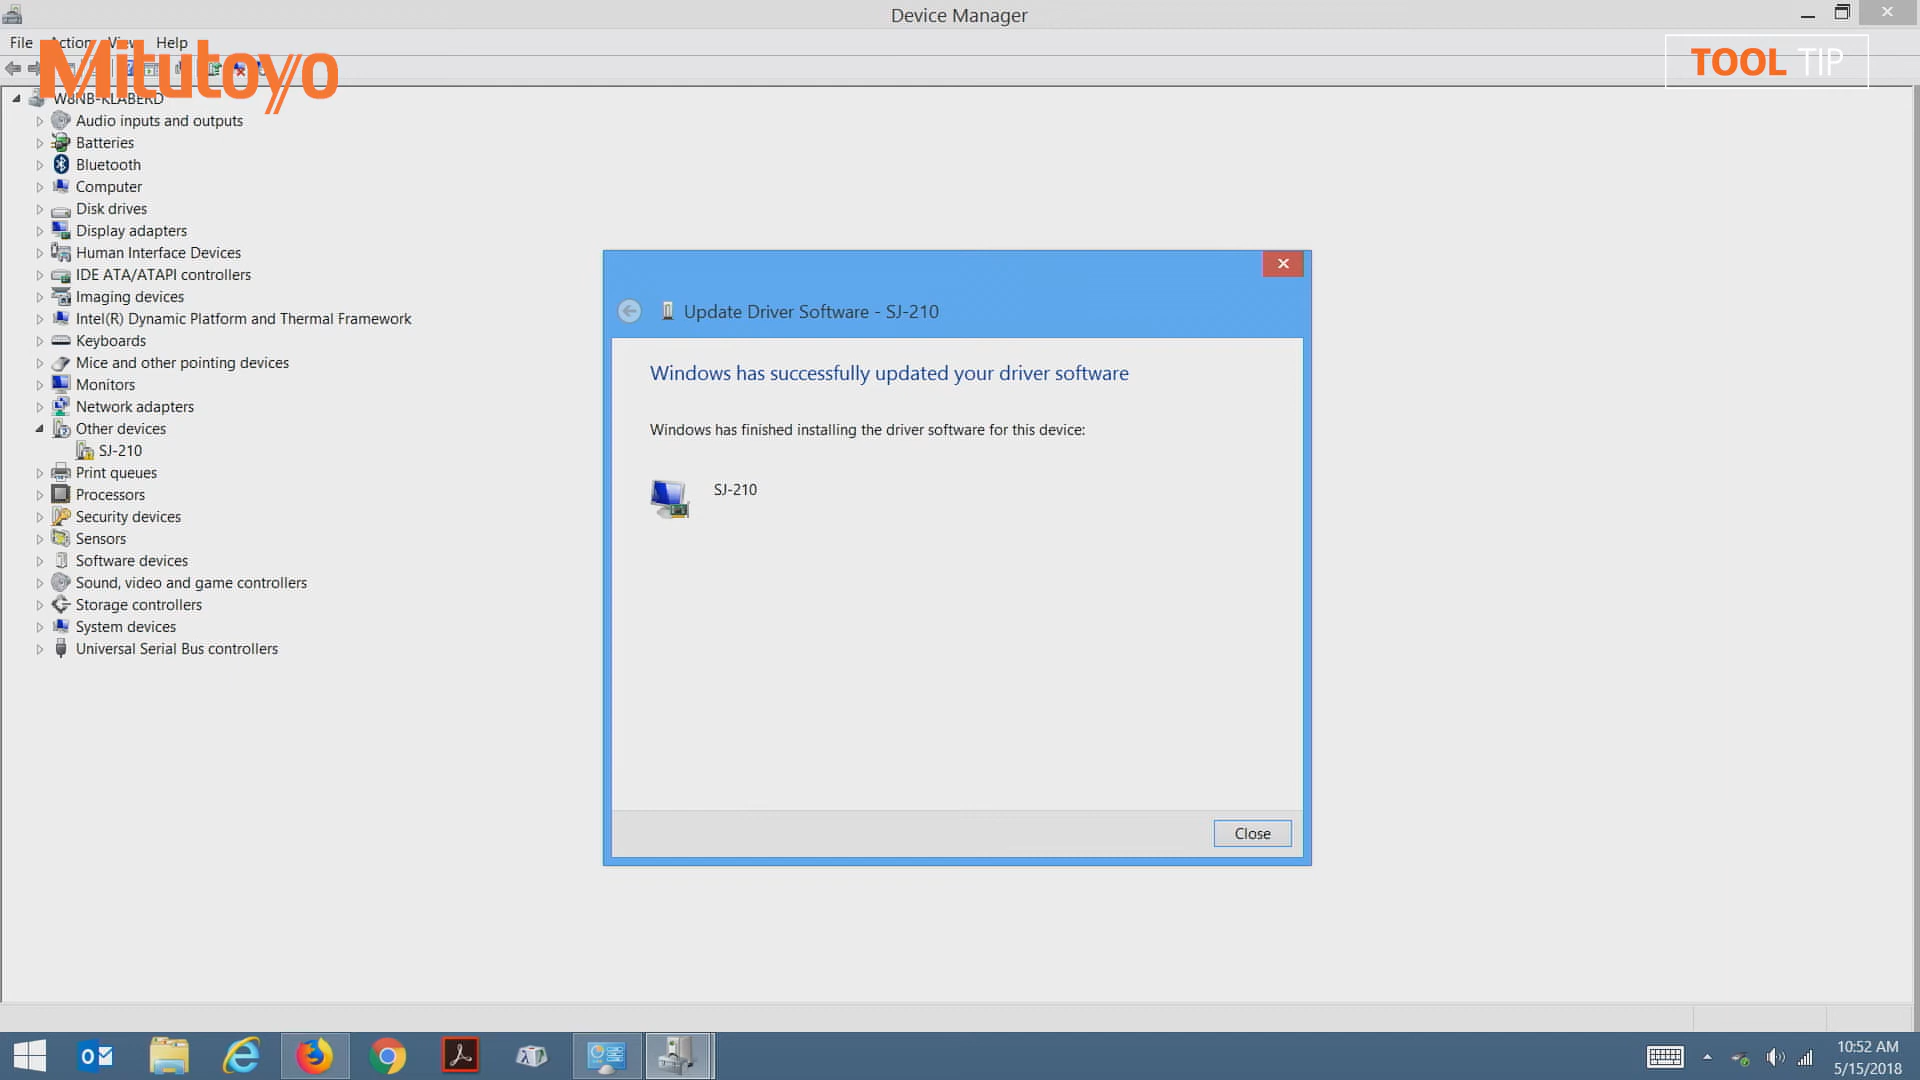 Device Manager
File Action View Help
Mitutoyo
TOOL TIP
W8NB-KLABERD
Audio inputs and outputs
Batteries
Bluetooth
Computer
Disk drives
Display adapters
Human Interface Devices
IDE ATA/ATAPI controllers
Imaging devices
Intel(R) Dynamic Platform and Thermal Framework
Keyboards
Mice and other pointing devices
Monitors
Network adapters
Other devices
SJ-210
Print queues
Processors
Security devices
Sensors
Software devices
Sound, video and game controllers
Storage controllers
System devices
Universal Serial Bus controllers
Update Driver Software - SJ-210
Windows has successfully updated your driver software
Windows has finished installing the driver software for this device:
SJ-210
Close
10:52 AM
5/15/2018